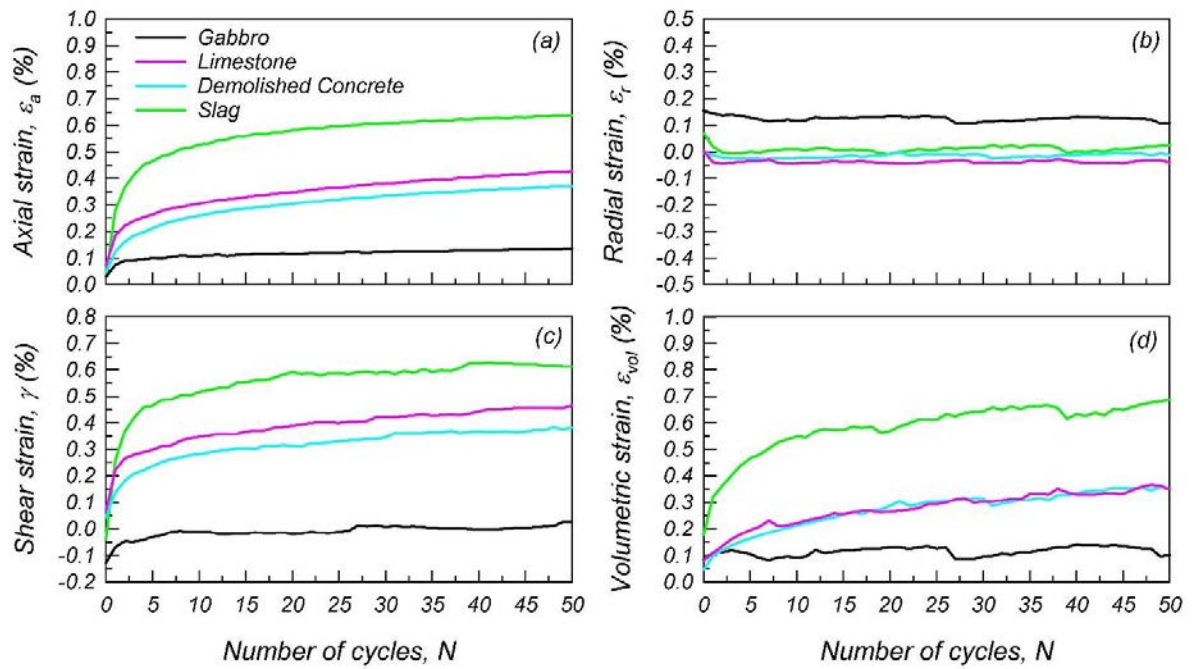 1.0
0.9
0.8
0.7
0.6
0.5
0.4
0.3
0.2
0.1
0.0
Axial strain, εa (%)
(a)
Gabbro
Limestone
Demolished Concrete
Slag
0 5 10 15 20 25 30 35 40 45 50
0.5
0.4
0.3
0.2
0.1
0.0
-0.1
-0.2
-0.3
-0.4
-0.5
Radial strain, εr (%)
(b)
0 5 10 15 20 25 30 35 40 45 50
0.8
0.7
0.6
0.5
0.4
0.3
0.2
0.1
0.0
-0.1
-0.2
Shear strain, γ (%)
(c)
0 5 10 15 20 25 30 35 40 45 50
Number of cycles, N
1.0
0.9
0.8
0.7
0.6
0.5
0.4
0.3
0.2
0.1
0.0
Volumetric strain, εvol (%)
(d)
0 5 10 15 20 25 30 35 40 45 50
Number of cycles, N